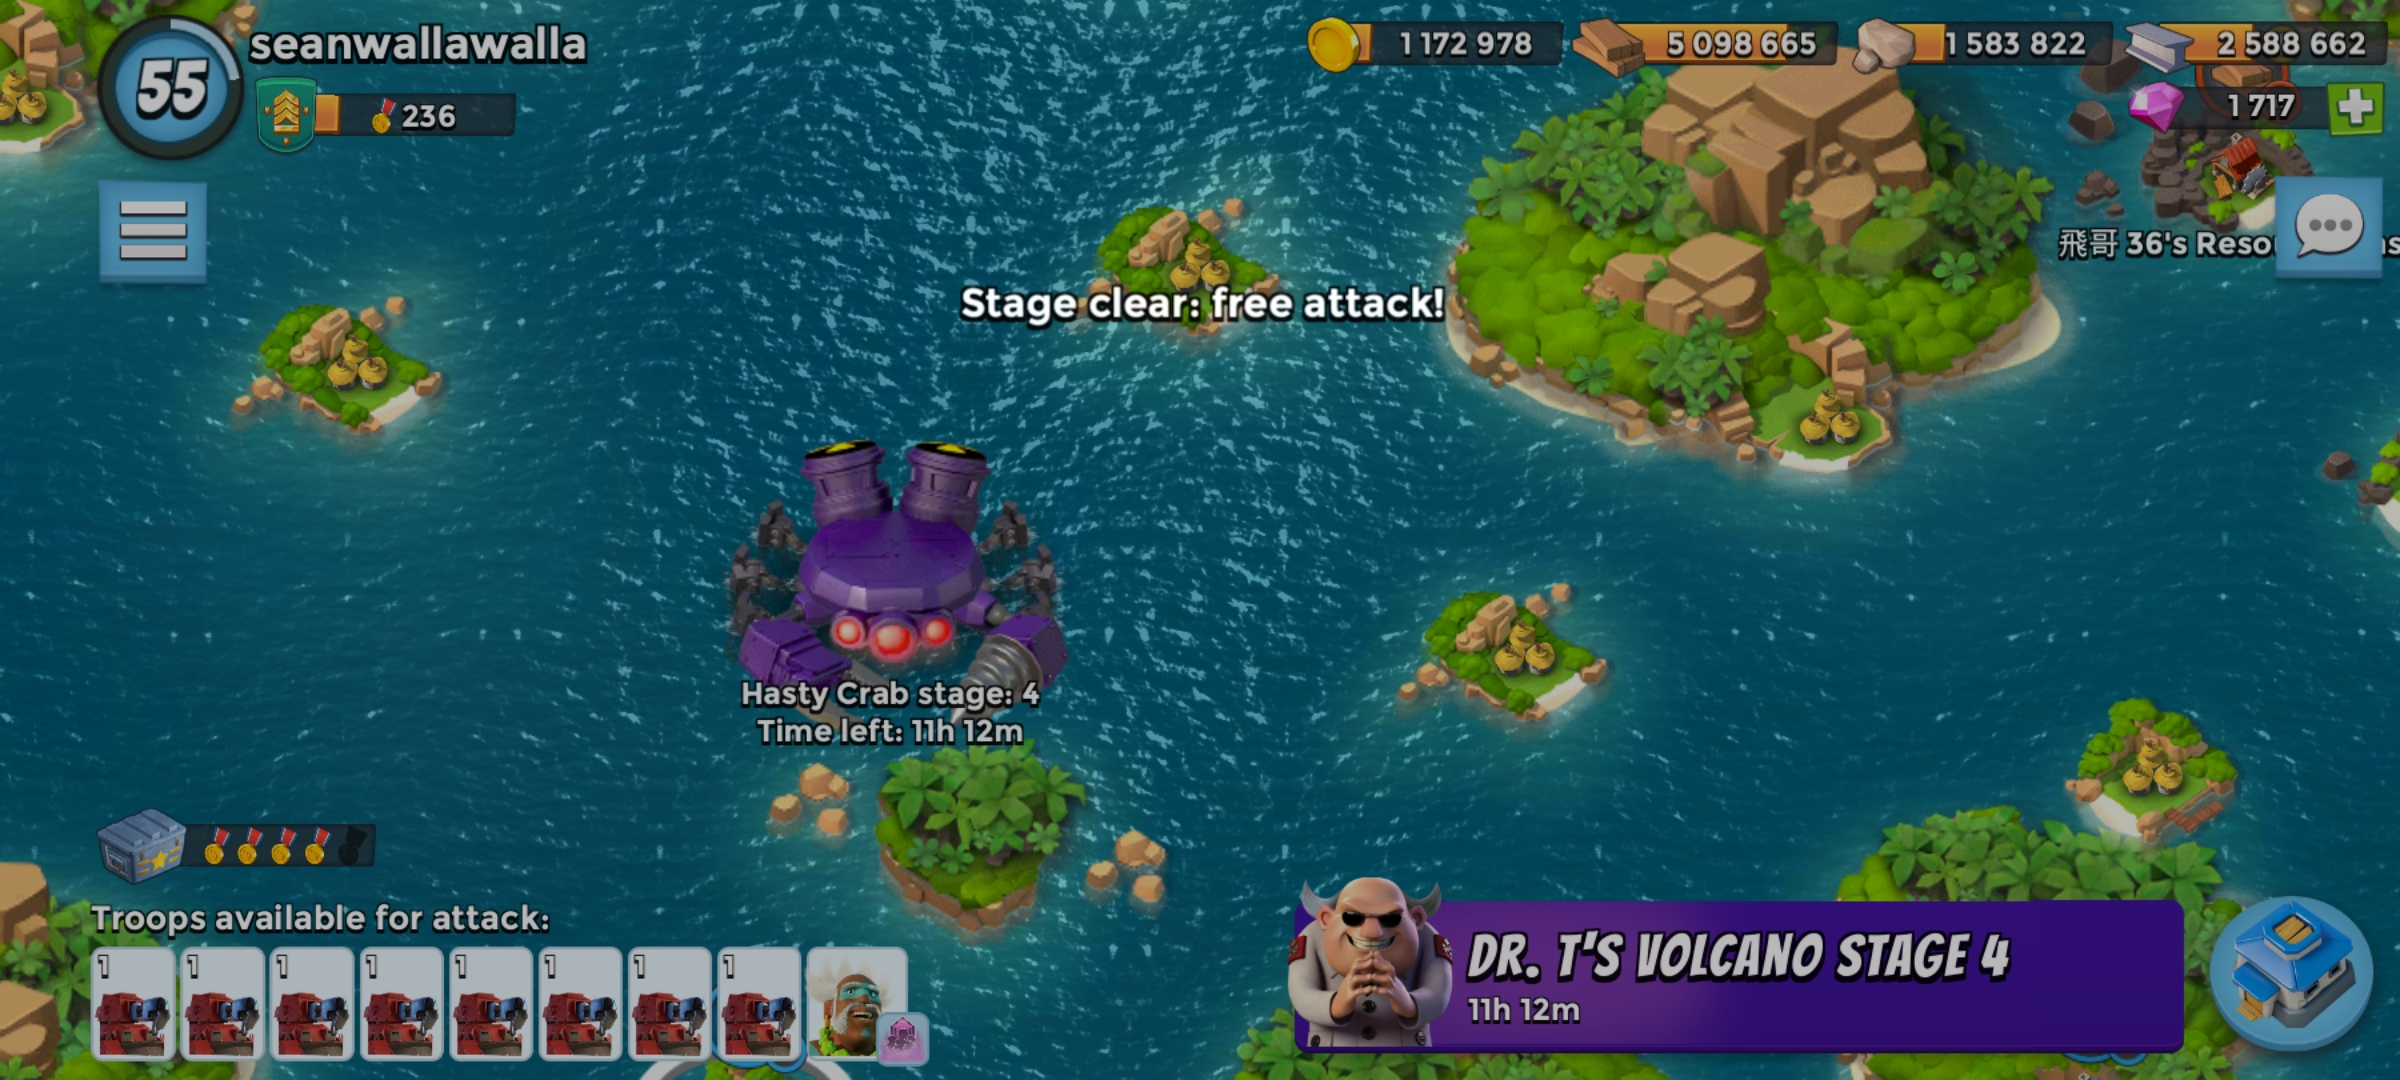 55
seanwallawalla
236
1 172 978
5 098 665
1 583 822
2 588 662
1 717
飛哥 36's
Stage clear: free attack!
Hasty Crab stage: 4
Time left: 11h 12m
Troops available for attack:
1 1 1 1 1 1 1 1
DR. T'S VOLCANO STAGE 4
11h 12m